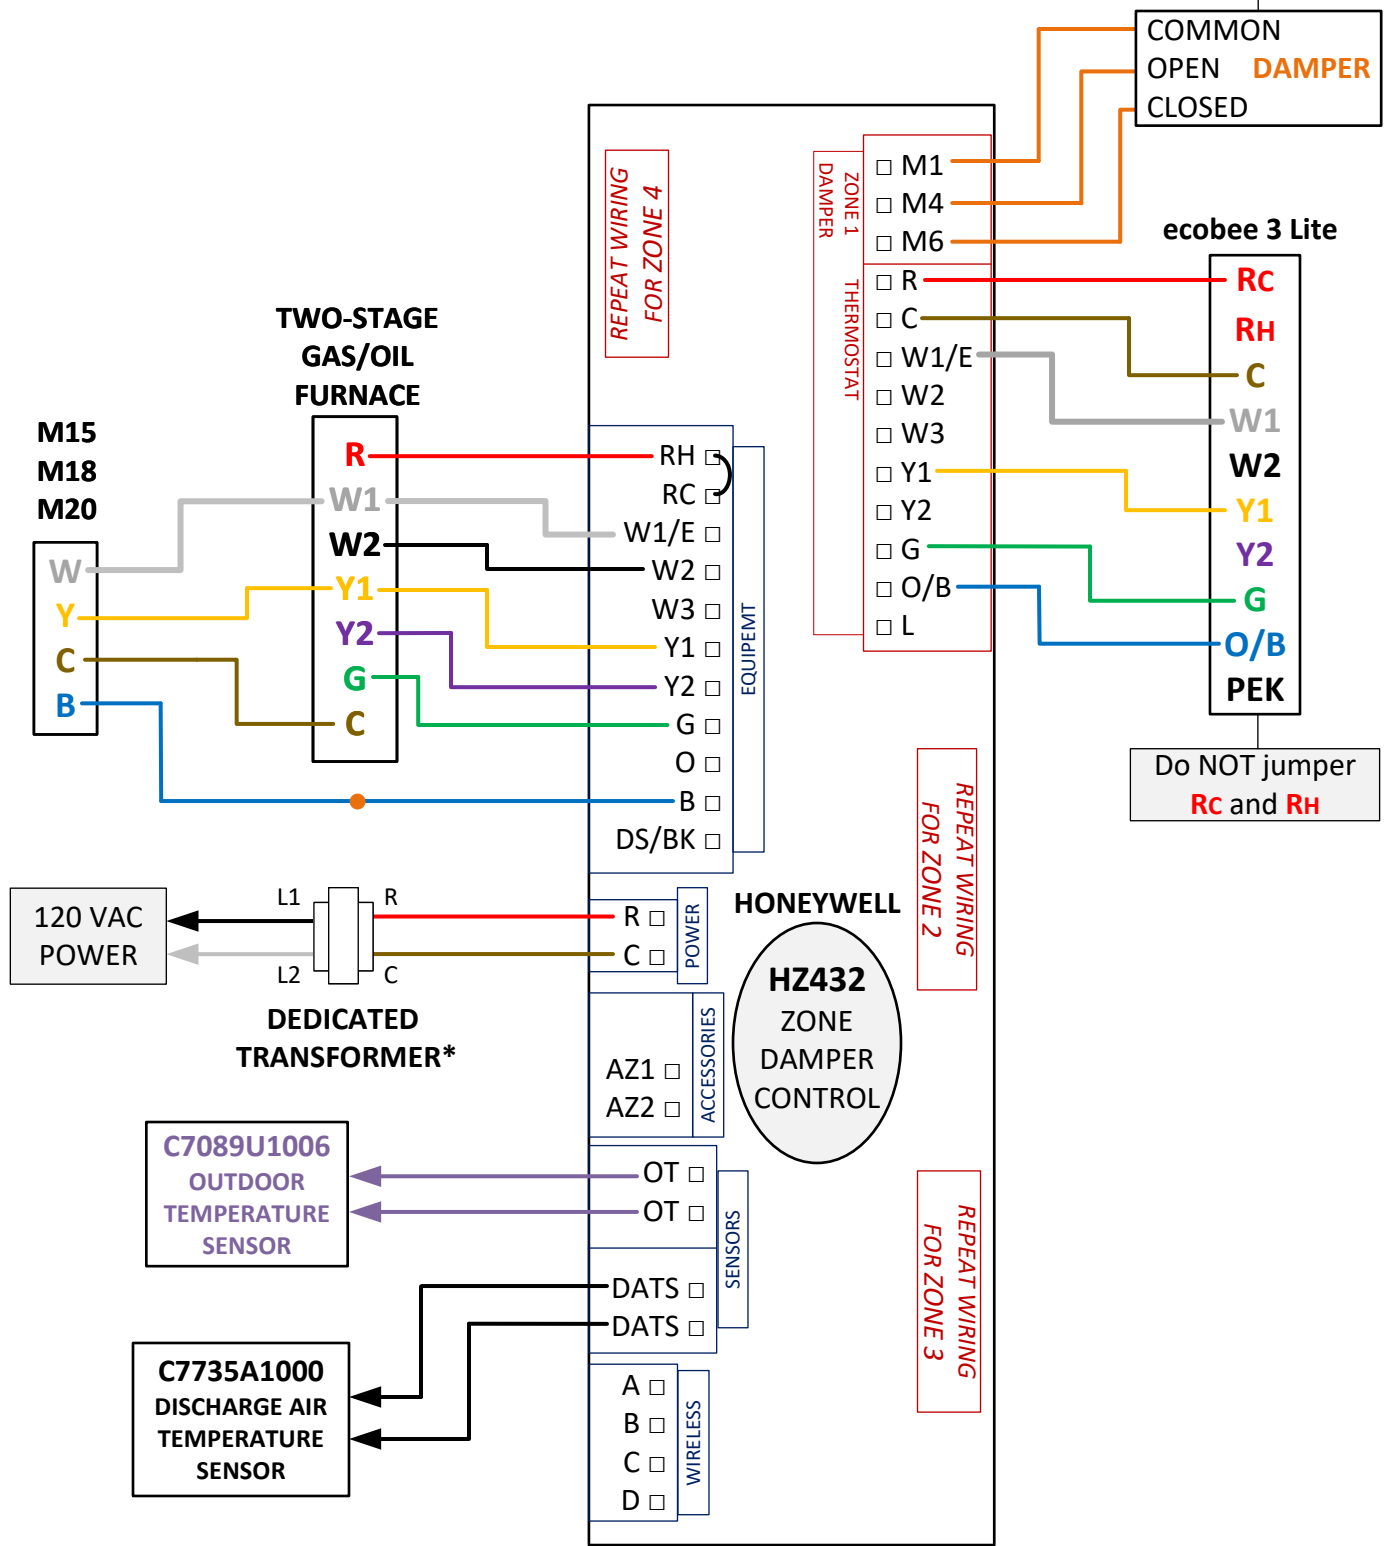 COMMON
OPEN DAMPER
CLOSED
REPEAT WIRING
FOR ZONE 4
ZONE 1
DAMPER
THERMOSTAT
M1
M4
M6
R
C
W1/E
W2
W3
Y1
Y2
G
O/B
L
ecobee 3 Lite
RC
RH
C
W1
W2
Y1
Y2
G
O/B
PEK
Do NOT jumper
RC and RH
TWO-STAGE
GAS/OIL
FURNACE
R
W1
W2
Y1
Y2
G
C
M15
M18
M20
W
Y
C
B
RH
RC
W1/E
W2
W3
Y1
Y2
G
O
B
DS/BK
EQUIPEMT
120 VAC
POWER
L1
L2
R
C
DEDICATED
TRANSFORMER*
R
C
POWER
HONEYWELL
HZ432
ZONE
DAMPER
CONTROL
REPEAT WIRING
FOR ZONE 2
AZ1
AZ2
ACCESSORIES
C7089U1006
OUTDOOR
TEMPERATURE
SENSOR
OT
OT
DATS
DATS
SENSORS
REPEAT WIRING
FOR ZONE 3
C7735A1000
DISCHARGE AIR
TEMPERATURE
SENSOR
A
B
C
D
WIRELESS